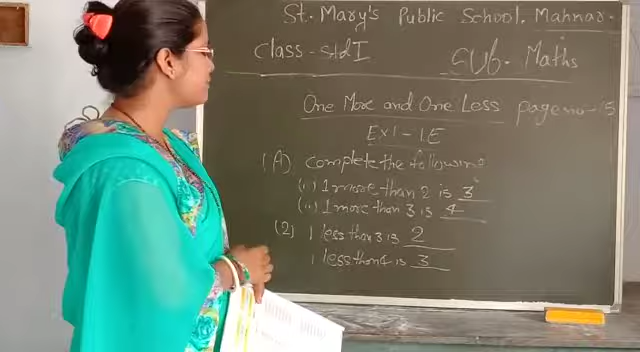 St. Mary's Public School. Mahnar.
Class - Std I Sub. Maths
One More and One Less page no - 15
Ex 1 - 1.E
(A) Complete the following
(i) 1 more than 2 is 3
(ii) 1 more than 3 is 4
(2) 1 less than 3 is 2
1 less than 4 is 3